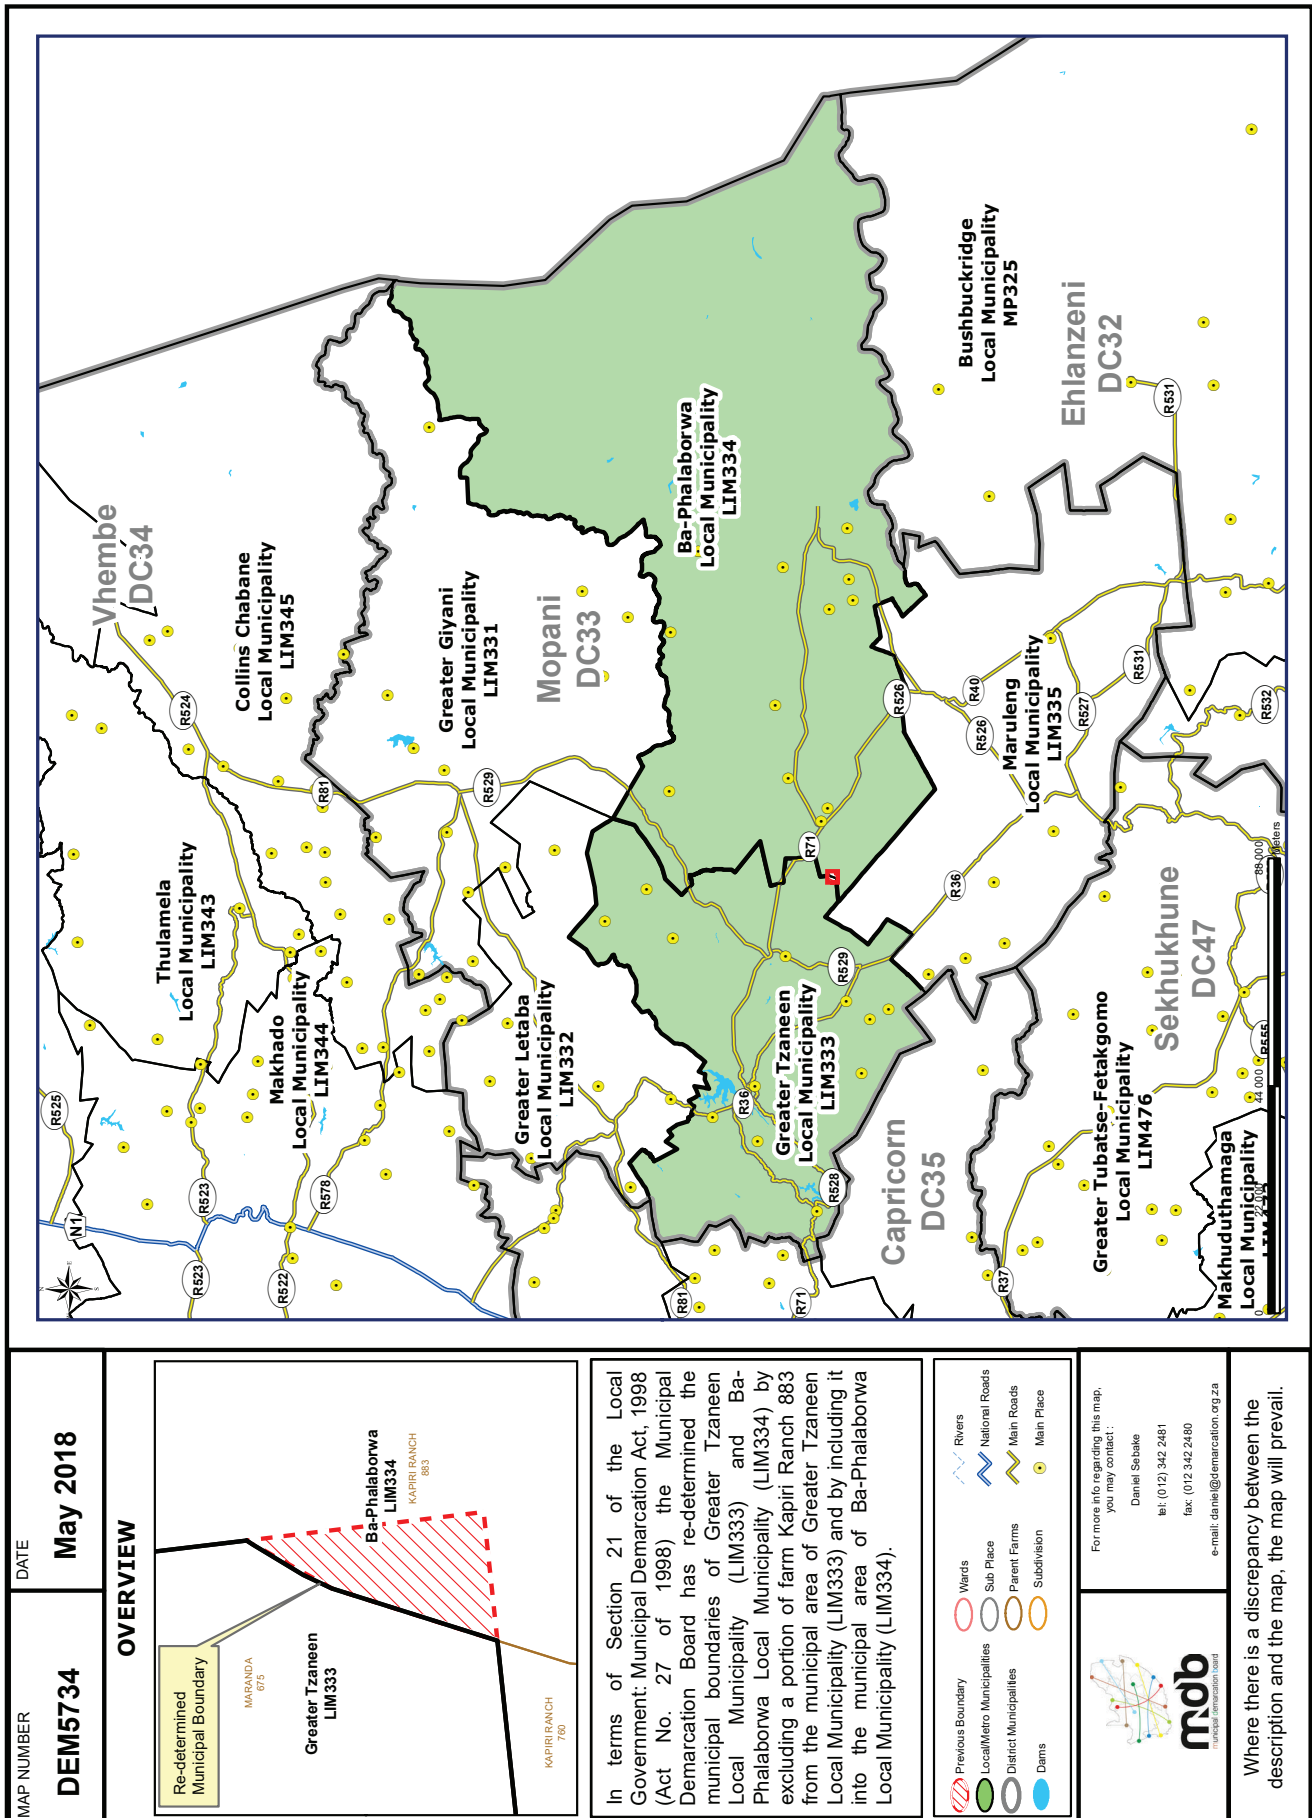 MAP NUMBER
DEM5734
DATE
May 2018
OVERVIEW
Re-determined
Municipal Boundary
MARANDA
675
Greater Tzaneen
LIM333
KAPIRI RANCH
760
Ba-Phalaborwa
LIM334
KAPIRI RANCH
883
In terms of Section 21 of the Local
Government: Municipal Demarcation Act, 1998
(Act No. 27 of 1998) the Municipal
Demarcation Board has re-determined the
municipal boundaries of Greater Tzaneen
Local Municipality (LIM333) and Ba-
Phalaborwa Local Municipality (LIM334) by
excluding a portion of farm Kapiri Ranch 883
from the municipal area of Greater Tzaneen
Local Municipality (LIM333) and by including it
into the municipal area of Ba-Phalaborwa
Local Municipality (LIM334).
Previous Boundary
Local/Metro Municipalities
District Municipalities
Dams
Wards
Sub Place
Parent Farms
Subdivision
Rivers
National Roads
Main Roads
Main Place
mdb
municipal demarcation board
For more info regarding this map,
you may contact :
Daniel Sebake
tel: (012) 342 2481
fax: (012 342 2480
e-mail: daniel@demarcation.org.za
Where there is a discrepancy between the
description and the map, the map will prevail.
N
E
S
N1
R525
R523
R523
R522
R578
R524
R81
R529
R81
R71
R36
R528
R529
R71
R526
R40
R526
R527
R531
R531
R532
R36
R37
R555
Vhembe
DC34
Thulamela
Local Municipality
LIM343
Collins Chabane
Local Municipality
LIM345
Makhado
Local Municipality
LIM344
Greater Giyani
Local Municipality
LIM331
Mopani
DC33
Greater Letaba
Local Municipality
LIM332
Ba-Phalaborwa
Local Municipality
LIM334
Greater Tzaneen
Local Municipality
LIM333
Capricorn
DC35
Bushbuckridge
Local Municipality
MP325
Ehlanzeni
DC32
Maruleng
Local Municipality
LIM335
Greater Tubatse-Fetakgomo
Local Municipality
LIM476
Sekhukhune
DC47
Makhuduthamaga
Local Municipality
0
22 000
44 000
88 000
Meters